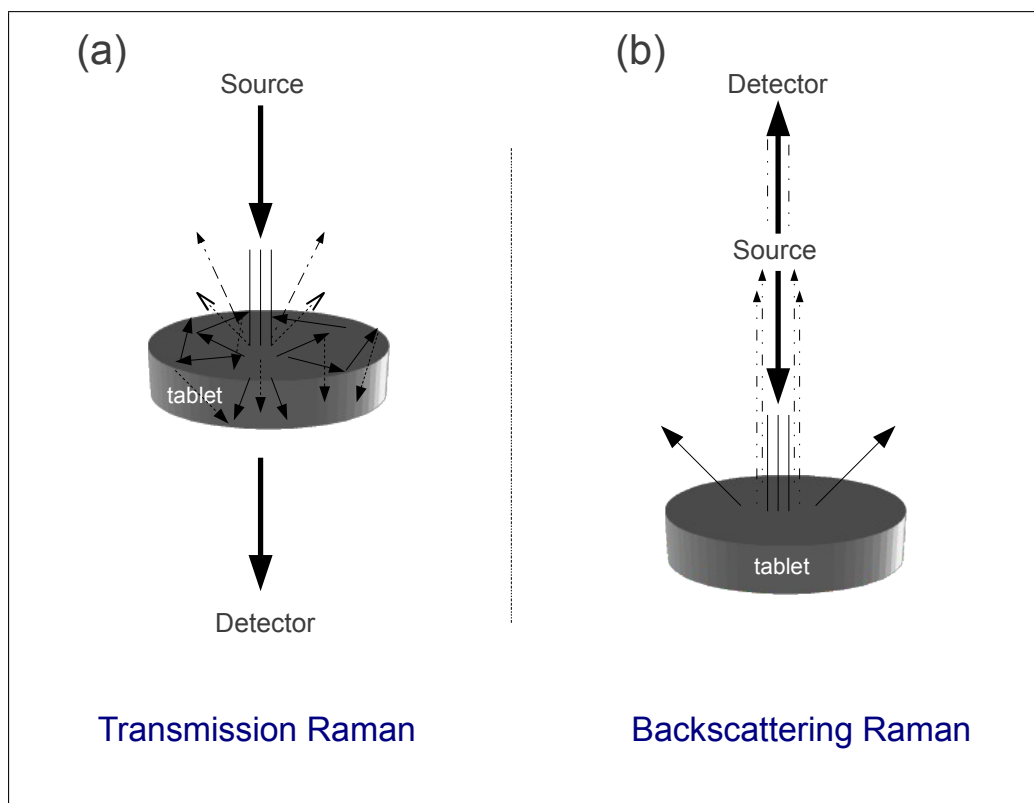 (a)
Source
tablet
Detector
Transmission Raman
(b)
Detector
Source
tablet
Backscattering Raman